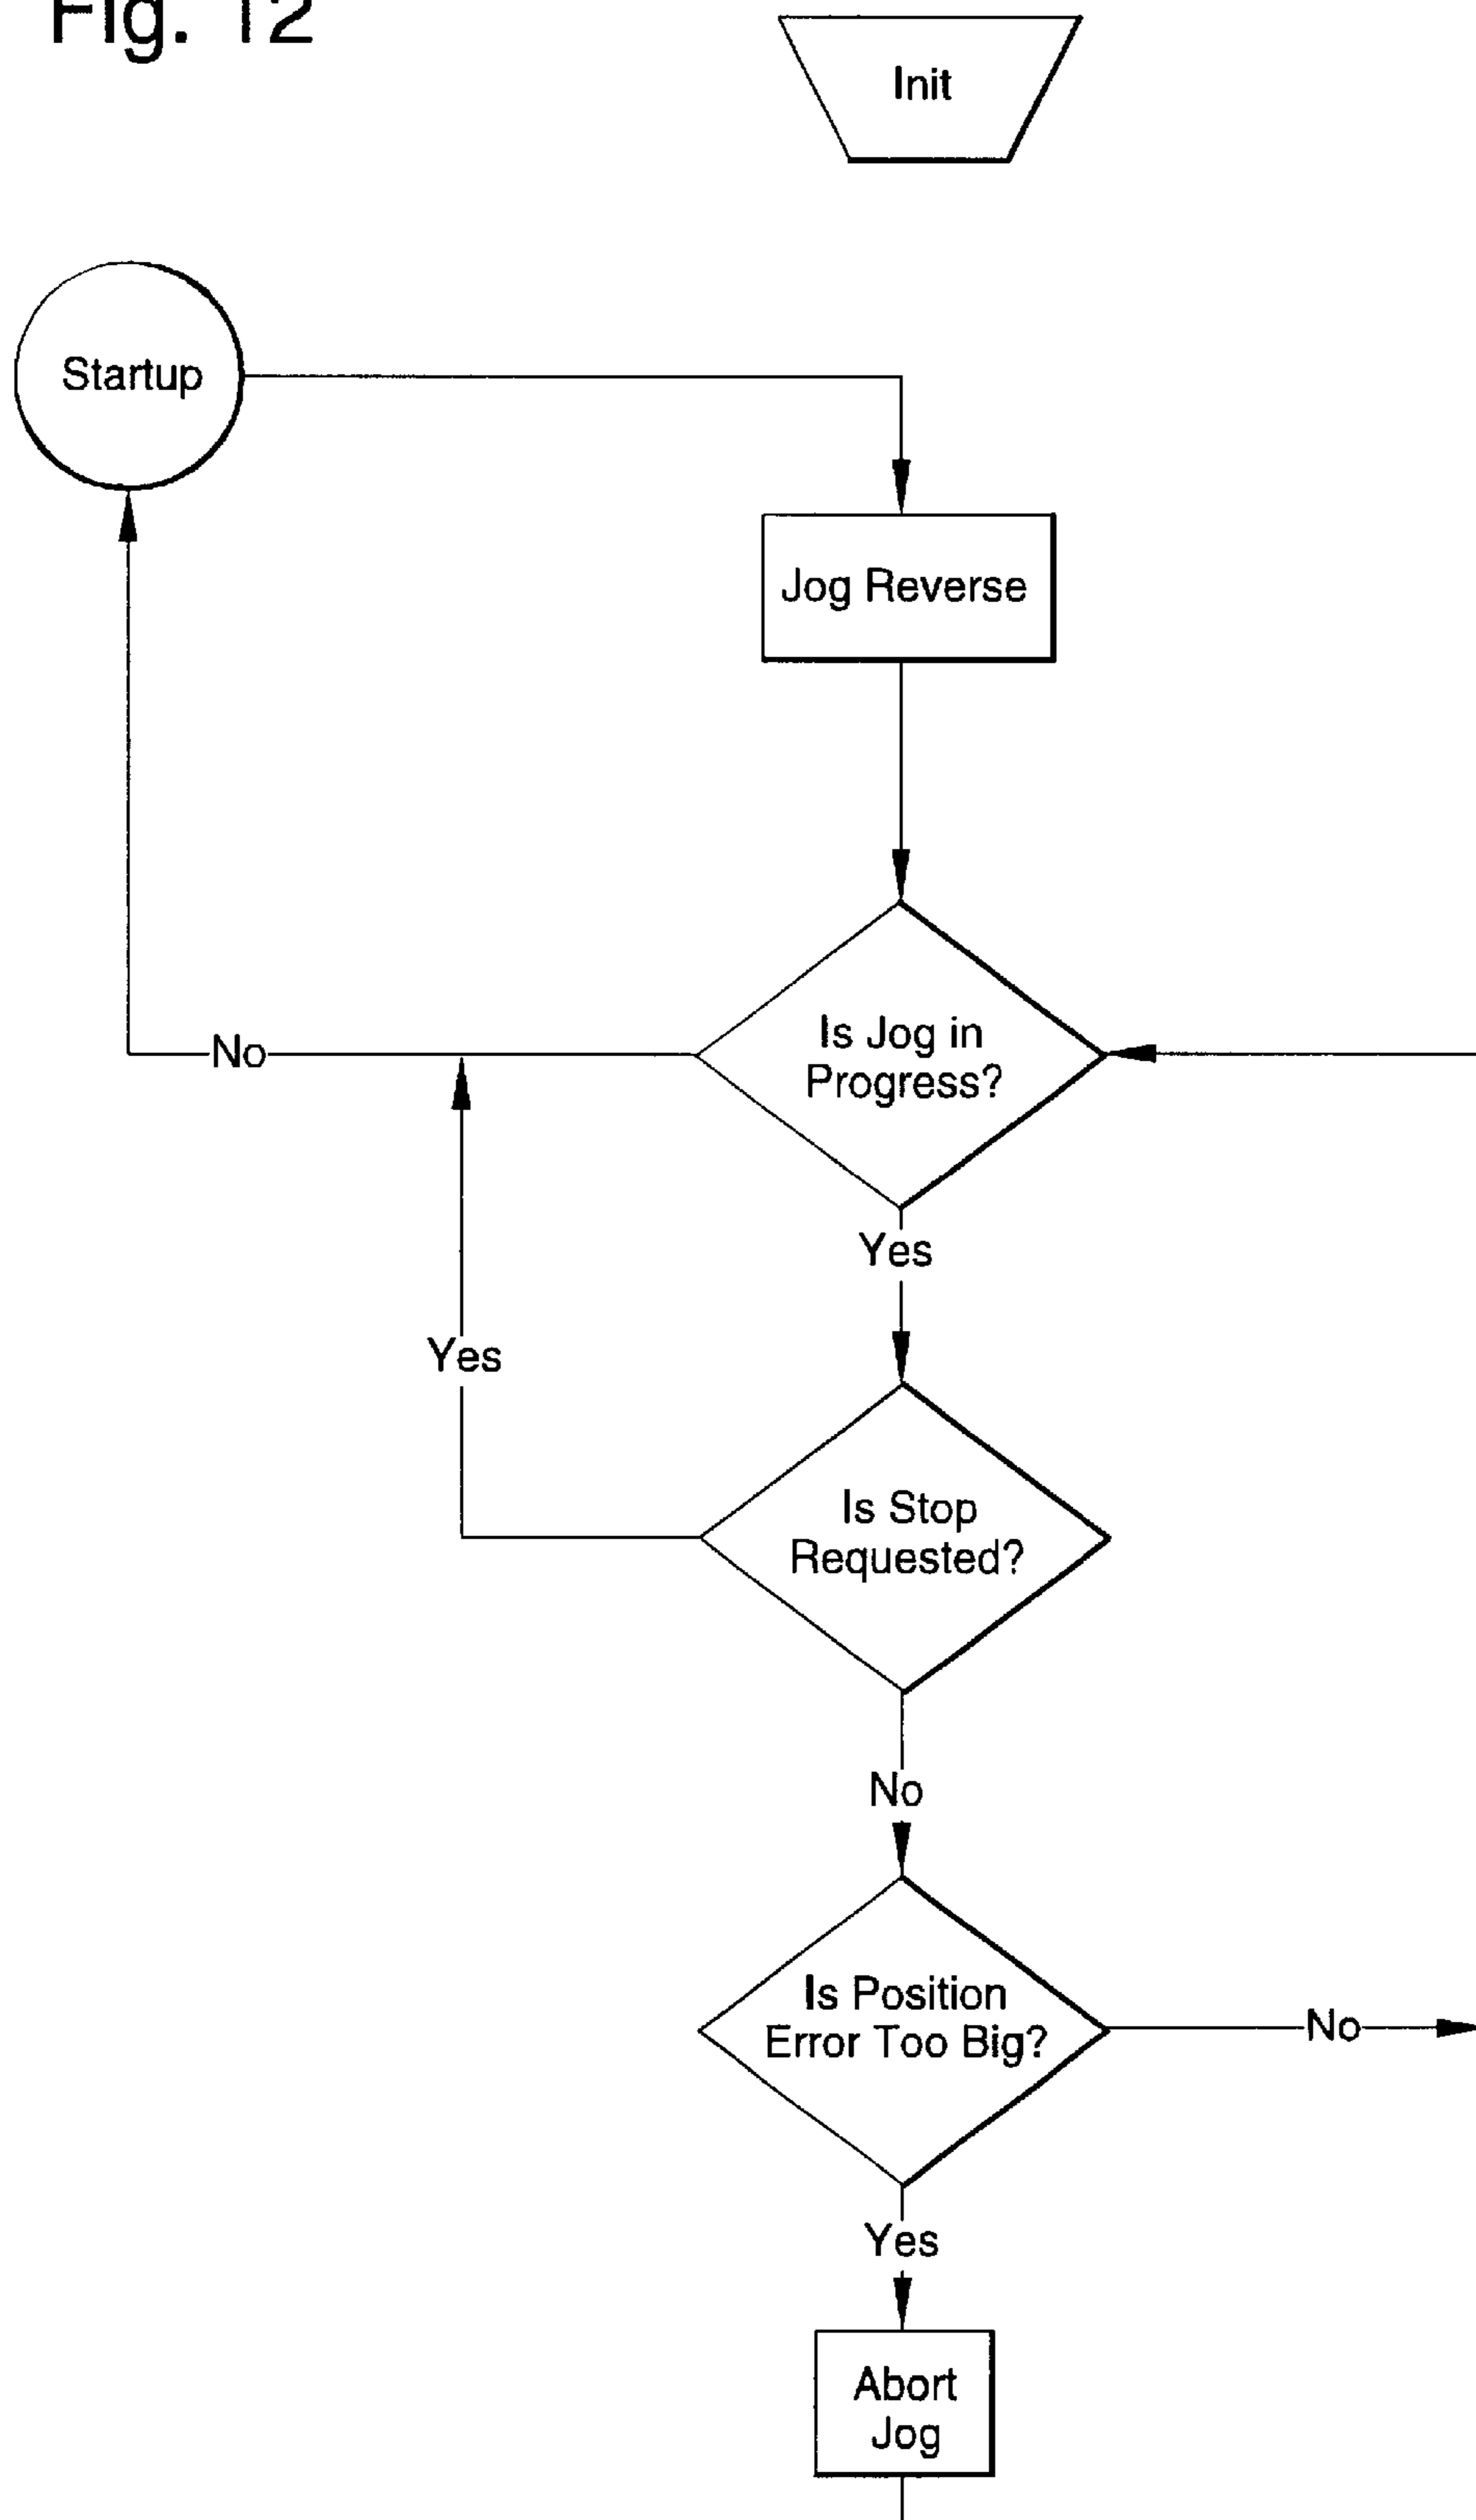 Fig. 12
Init
Startup
Jog Reverse
Is Jog in
Progress?
No
Yes
Yes
Is Stop
Requested?
No
Is Position
Error Too Big?
No
Yes
Abort
Jog